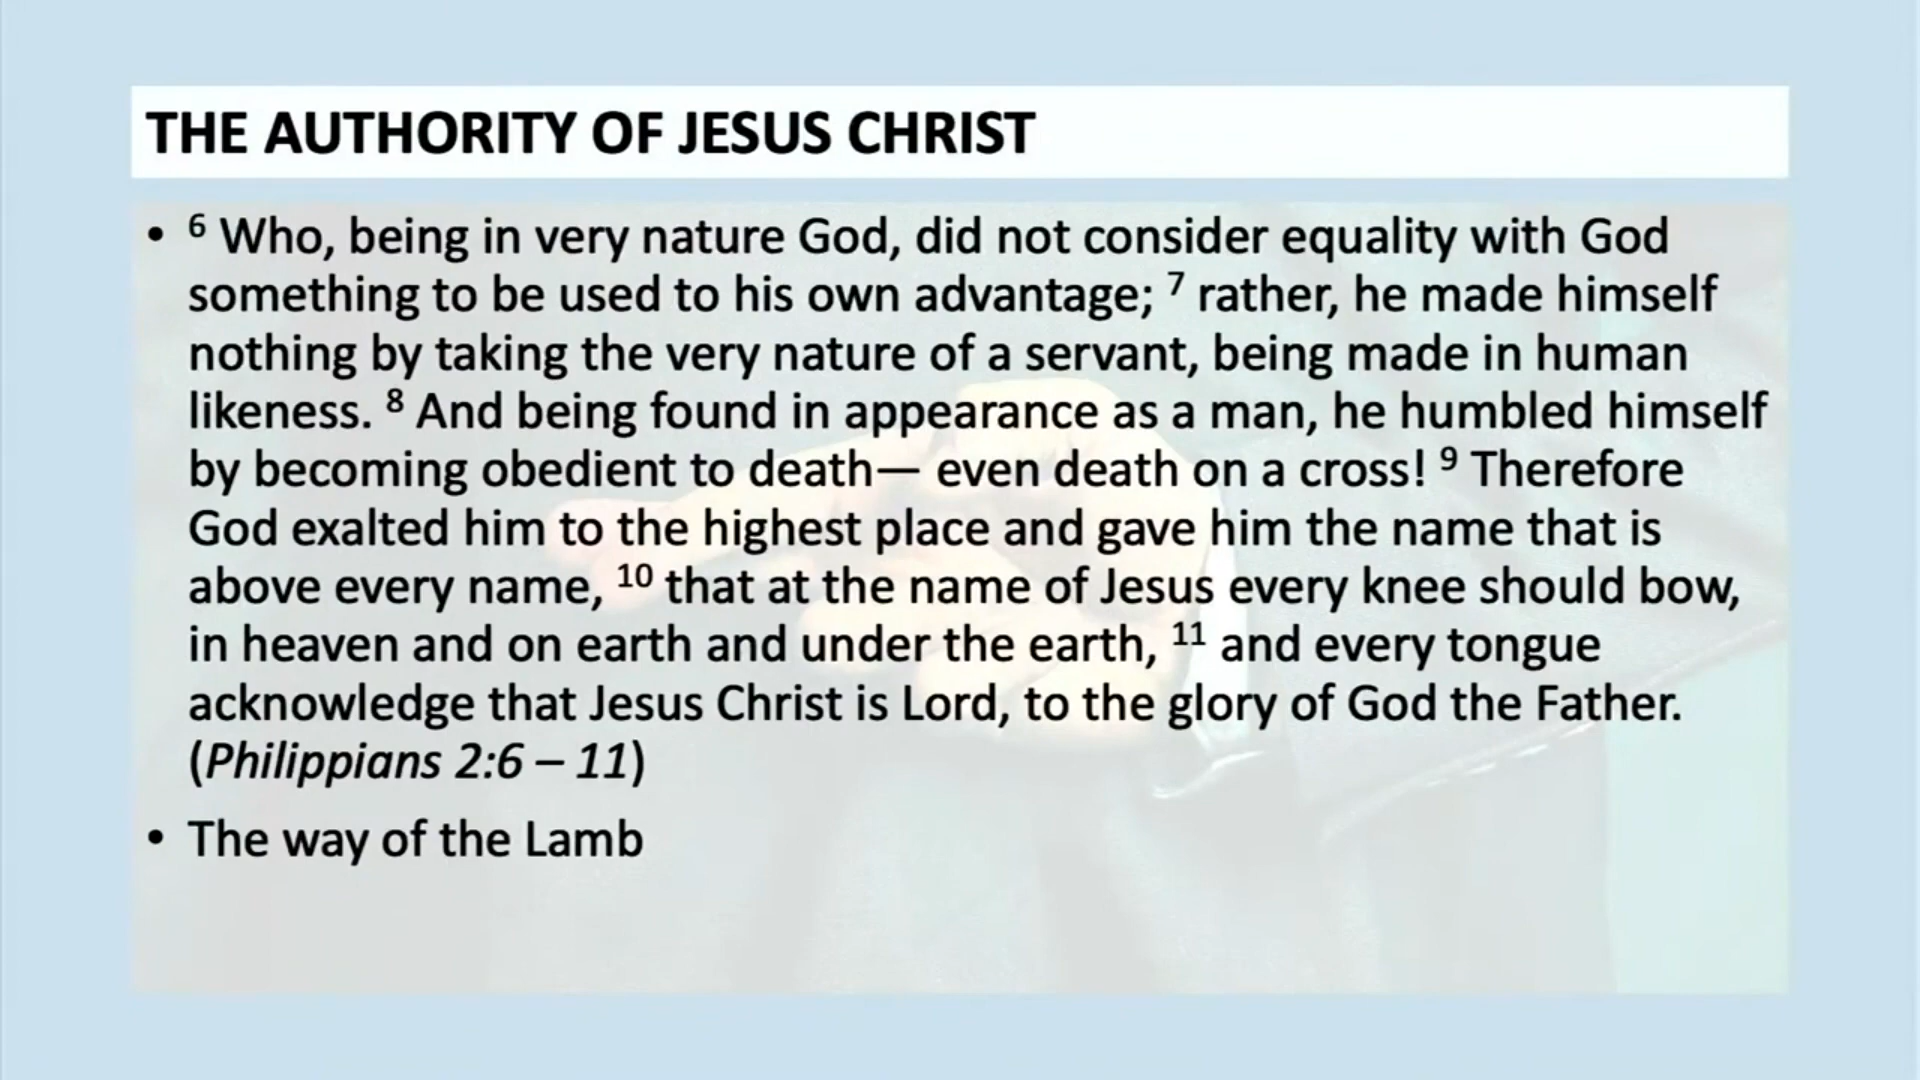 THE AUTHORITY OF JESUS CHRIST
• ⁶ Who, being in very nature God, did not consider equality with God
something to be used to his own advantage; ⁷ rather, he made himself
nothing by taking the very nature of a servant, being made in human
likeness. ⁸ And being found in appearance as a man, he humbled himself
by becoming obedient to death— even death on a cross! ⁹ Therefore
God exalted him to the highest place and gave him the name that is
above every name, ¹⁰ that at the name of Jesus every knee should bow,
in heaven and on earth and under the earth, ¹¹ and every tongue
acknowledge that Jesus Christ is Lord, to the glory of God the Father.
(Philippians 2:6 – 11)
• The way of the Lamb